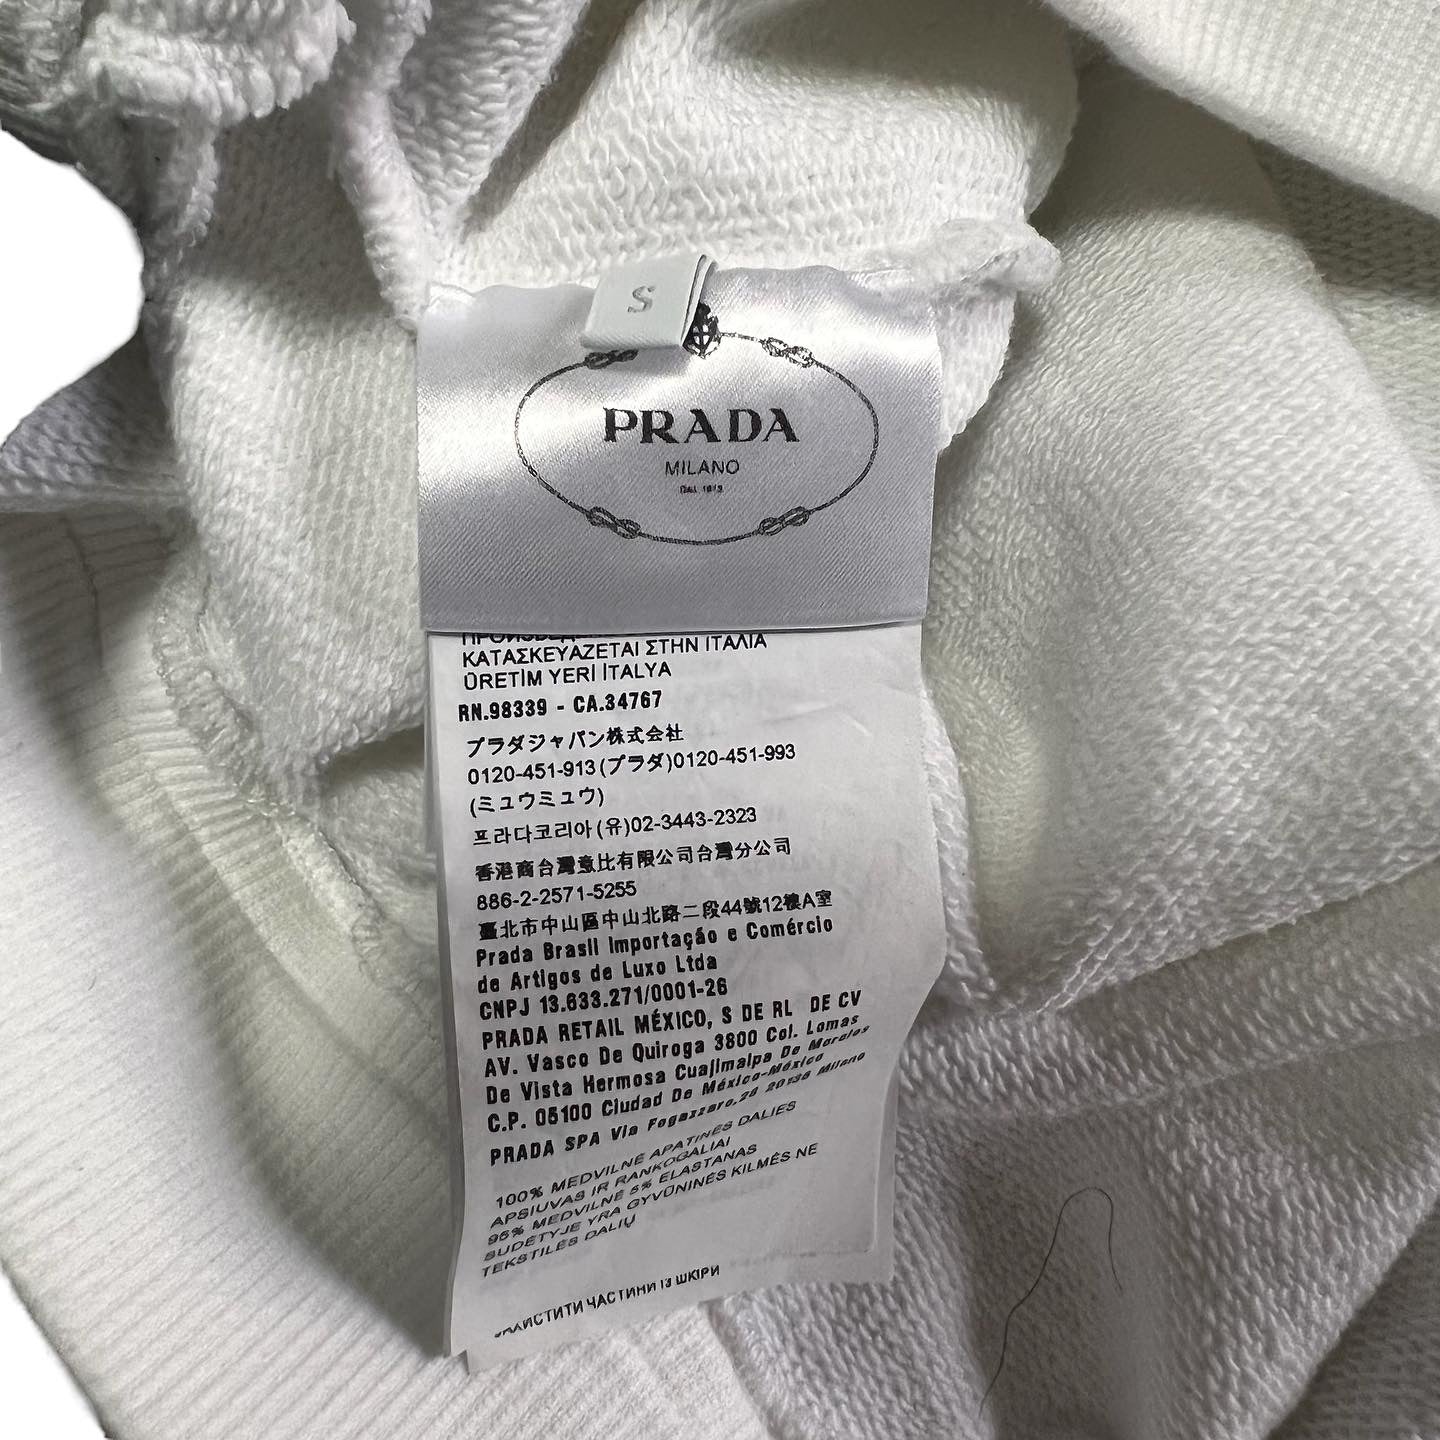 S
PRADA
MILANO
DAL 1913
ΚΑΤΑΣΚΕΥΑΖΕΤΑΙ ΣΤΗΝ ΙΤΑΛΙΑ
ÜRETİM YERİ İTALYA
RN.98339 - CA.34767
プラダジャパン株式会社
0120-451-913(プラダ)0120-451-993
(ミュウミュウ)
프라다코리아(유)02-3443-2323
香港商台灣意比有限公司台灣分公司
886-2-2571-5255
臺北市中山區中山北路二段44號12樓A室
Prada Brasil Importação e Comércio
de Artigos de Luxo Ltda
CNPJ 13.633.271/0001-26
PRADA RETAIL MÉXICO, S DE RL DE CV
AV. Vasco De Quiroga 3800 Col. Lomas
De Vista Hermosa Cuajimalpa De Morelos
C.P. 05100 Ciudad De México-México
PRADA SPA Via Fogazzaro,28 20135 Milano
100% MEDVILNĖ APATINĖS DALIES
APSIUVAS IR RANKOGALIAI
95% MEDVILNĖ 5% ELASTANAS
SUDĖTYJE YRA GYVŪNINĖS KILMĖS NE
TEKSTILĖS DALIŲ
ЧАСТИНИ ІЗ ШКІРИ